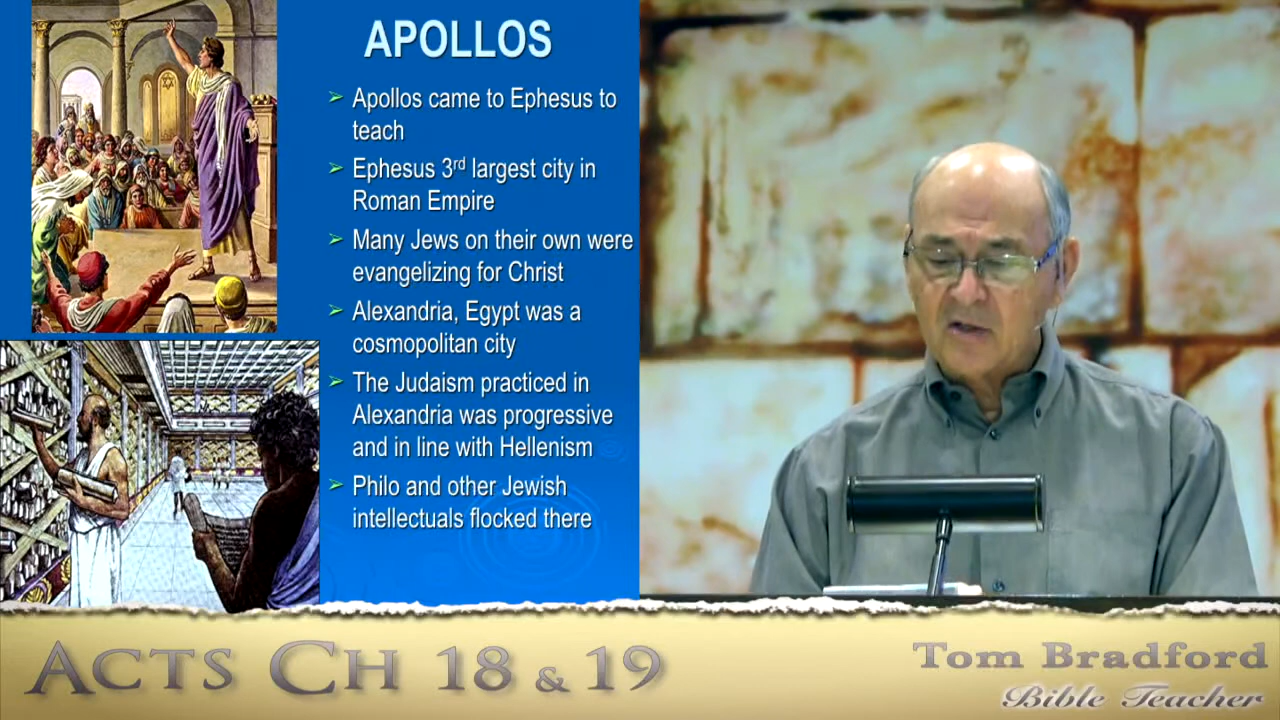 APOLLOS
➢ Apollos came to Ephesus to
teach
➢ Ephesus 3rd largest city in
Roman Empire
➢ Many Jews on their own were
evangelizing for Christ
➢ Alexandria, Egypt was a
cosmopolitan city
➢ The Judaism practiced in
Alexandria was progressive
and in line with Hellenism
➢ Philo and other Jewish
intellectuals flocked there
ACTS CH 18 & 19
Tom Bradford
Bible Teacher